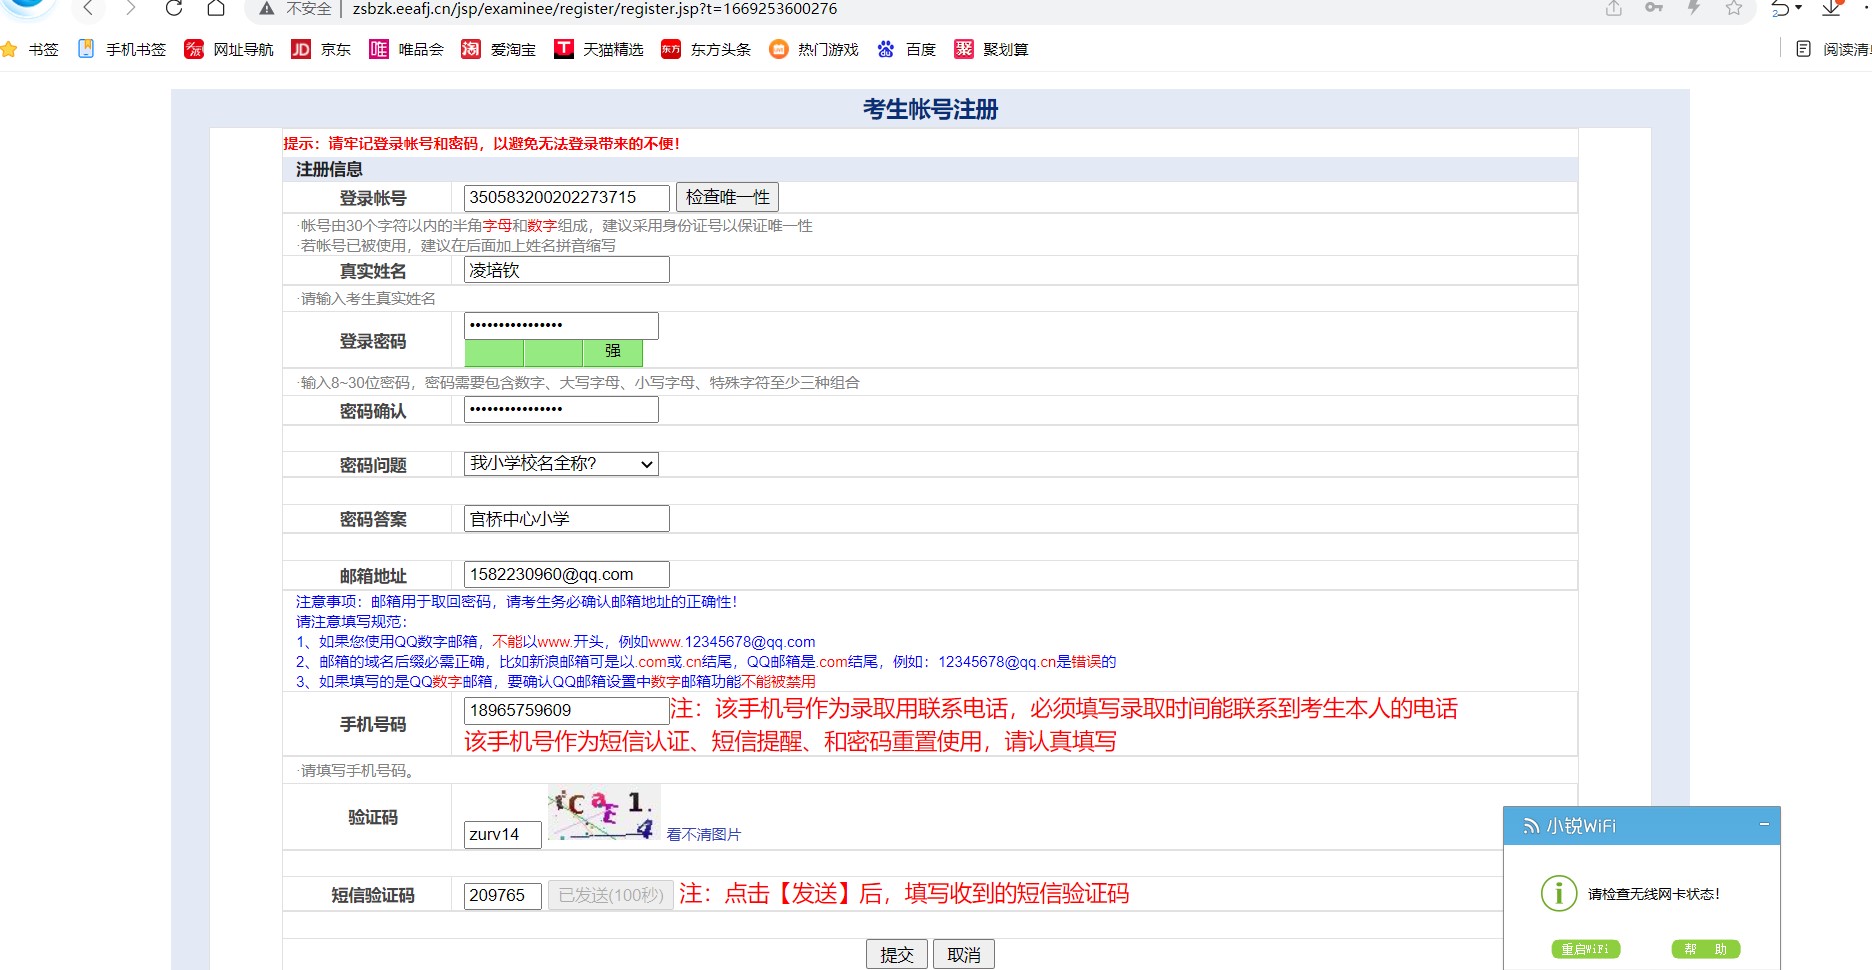 不安全 zsbzk.eeafj.cn/jsp/examinee/register/register.jsp?t=1669253600276
书签 手机书签 网址导航 JD 京东 唯 唯品会 淘 爱淘宝 T 天猫精选 东方 东方头条 热门游戏 百度 聚 聚划算 阅读清单
考生帐号注册
提示：请牢记登录帐号和密码，以避免无法登录带来的不便！
注册信息
登录帐号 350583200202273715 检查唯一性
·帐号由30个字符以内的半角字母和数字组成，建议采用身份证号以保证唯一性
·若帐号已被使用，建议在后面加上姓名拼音缩写
真实姓名 凌培钦
·请输入考生真实姓名
登录密码 ••••••••••••••••
强
·输入8~30位密码，密码需要包含数字、大写字母、小写字母、特殊字符至少三种组合
密码确认 ••••••••••••••••
密码问题 我小学校名全称?
密码答案 官桥中心小学
邮箱地址 1582230960@qq.com
注意事项：邮箱用于取回密码，请考生务必确认邮箱地址的正确性！
请注意填写规范：
1、如果您使用QQ数字邮箱，不能以www.开头，例如www.12345678@qq.com
2、邮箱的域名后缀必需正确，比如新浪邮箱可是以.com或.cn结尾，QQ邮箱是.com结尾，例如：12345678@qq.cn是错误的
3、如果填写的是QQ数字邮箱，要确认QQ邮箱设置中数字邮箱功能不能被禁用
手机号码 18965759609 注：该手机号作为录取用联系电话，必须填写录取时间能联系到考生本人的电话
该手机号作为短信认证、短信提醒、和密码重置使用，请认真填写
·请填写手机号码。
验证码 zurv14 看不清图片
短信验证码 209765 已发送(100秒) 注：点击【发送】后，填写收到的短信验证码
提交 取消
小锐WiFi
请检查无线网卡状态！
重启WiFi 帮 助